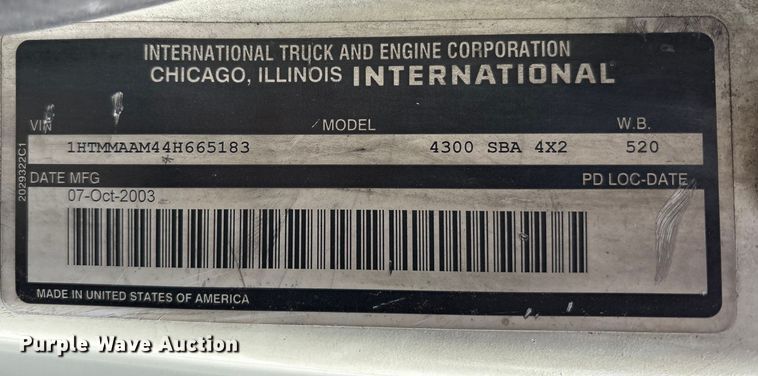 INTERNATIONAL TRUCK AND ENGINE CORPORATION
CHICAGO, ILLINOIS INTERNATIONAL
VIN MODEL W.B.
1HTMMAAM44H665183 4300 SBA 4X2 520
DATE MFG PD LOC-DATE
07-Oct-2003
MADE IN UNITED STATES OF AMERICA
2029322C1
Purple Wave Auction